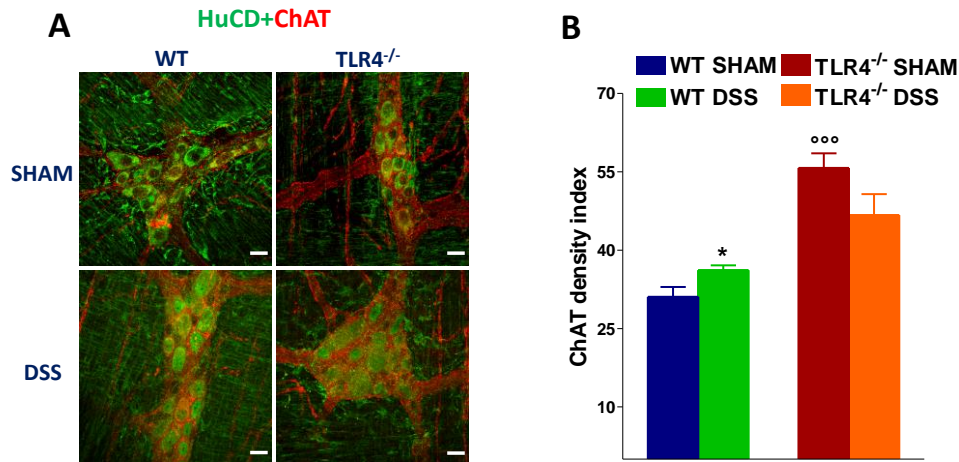 A
HuCD+ChAT
WT
TLR4-/-
SHAM
DSS
B
WT SHAM
TLR4-/- SHAM
WT DSS
TLR4-/- DSS
ChAT density index
70
55
40
25
10
*
°°°